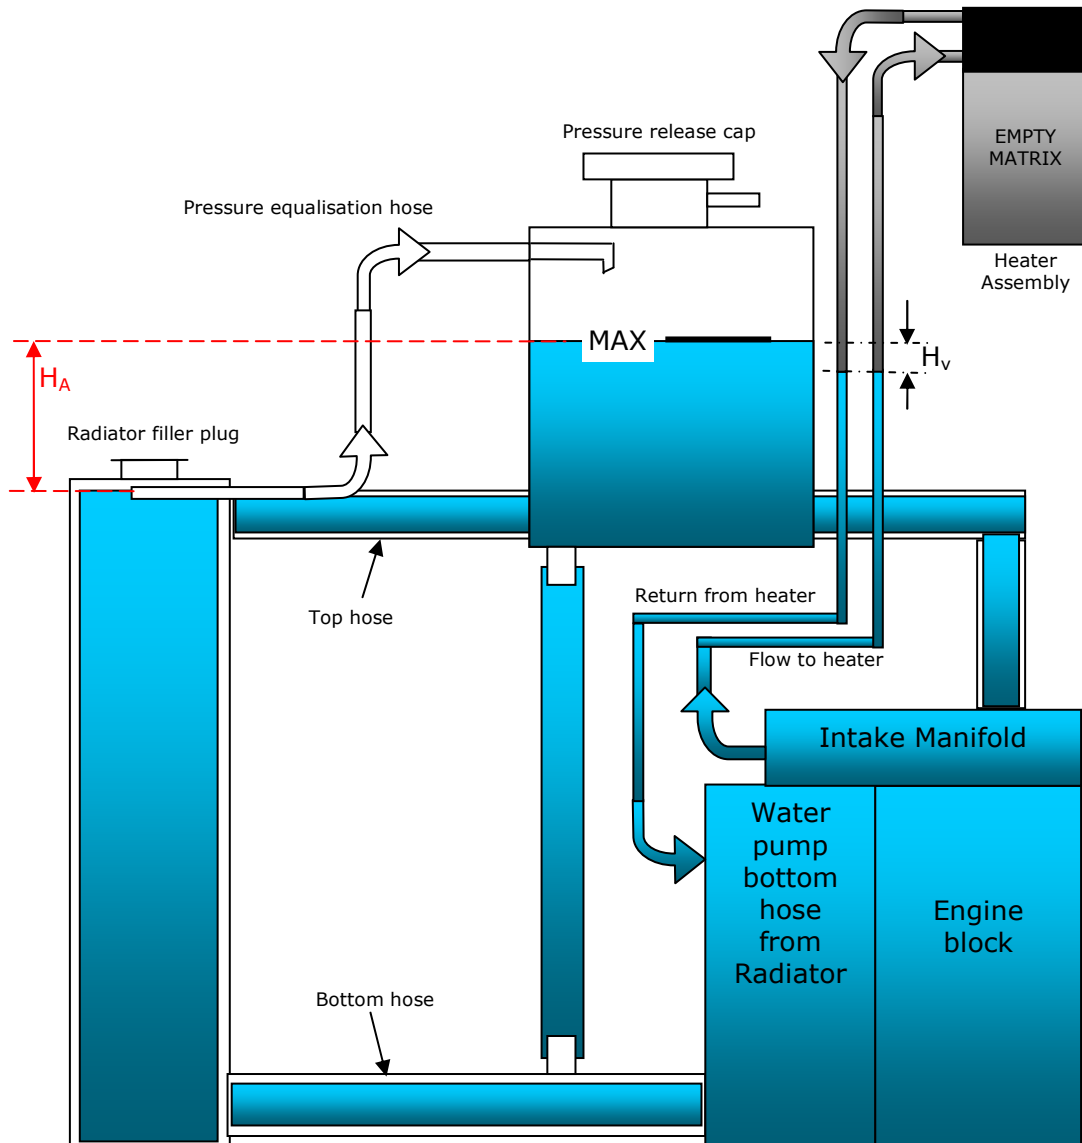 Pressure release cap
EMPTY
MATRIX
Pressure equalisation hose
Heater
Assembly
MAX
Hv
HA
Radiator filler plug
Return from heater
Top hose
Flow to heater
Intake Manifold
Water
pump
bottom
hose
from
Radiator
Engine
block
Bottom hose